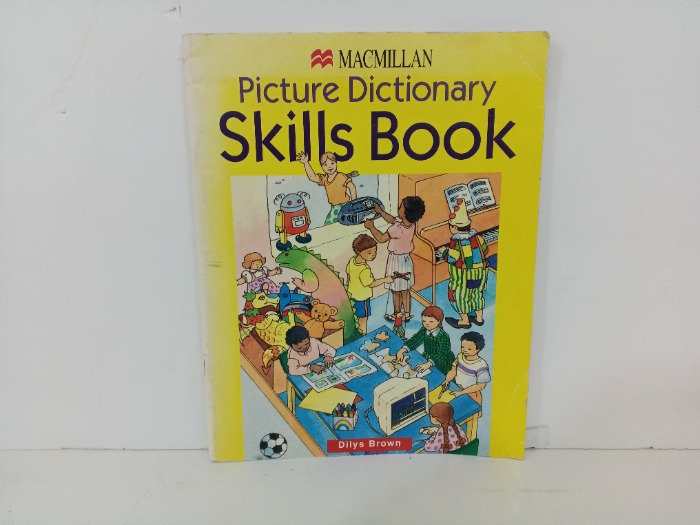 MACMILLAN
Picture Dictionary
Skills Book
Dilys Brown